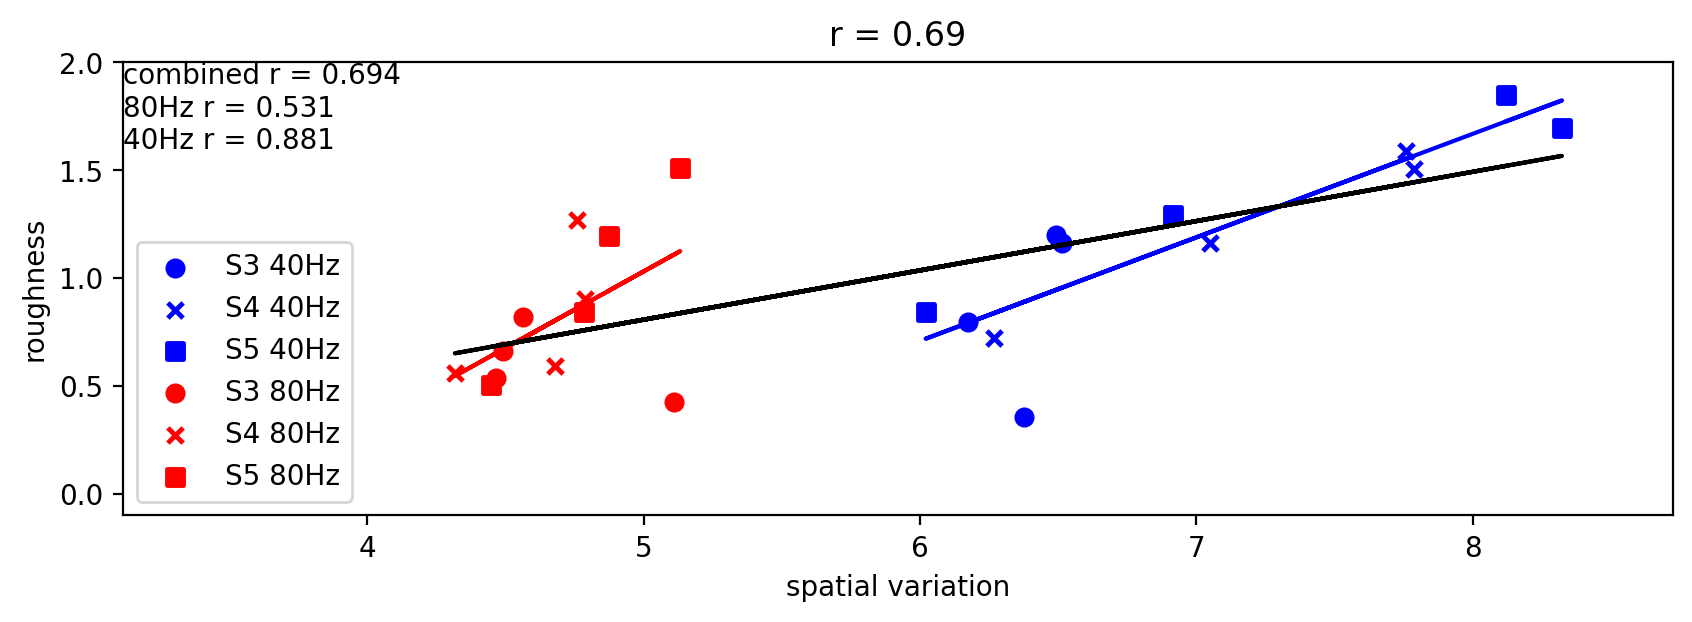 r = 0.69
combined r = 0.694
80Hz r = 0.531
40Hz r = 0.881
2.0
1.5
1.0
0.5
0.0
roughness
S3 40Hz
S4 40Hz
S5 40Hz
S3 80Hz
S4 80Hz
S5 80Hz
4 5 6 7 8
spatial variation